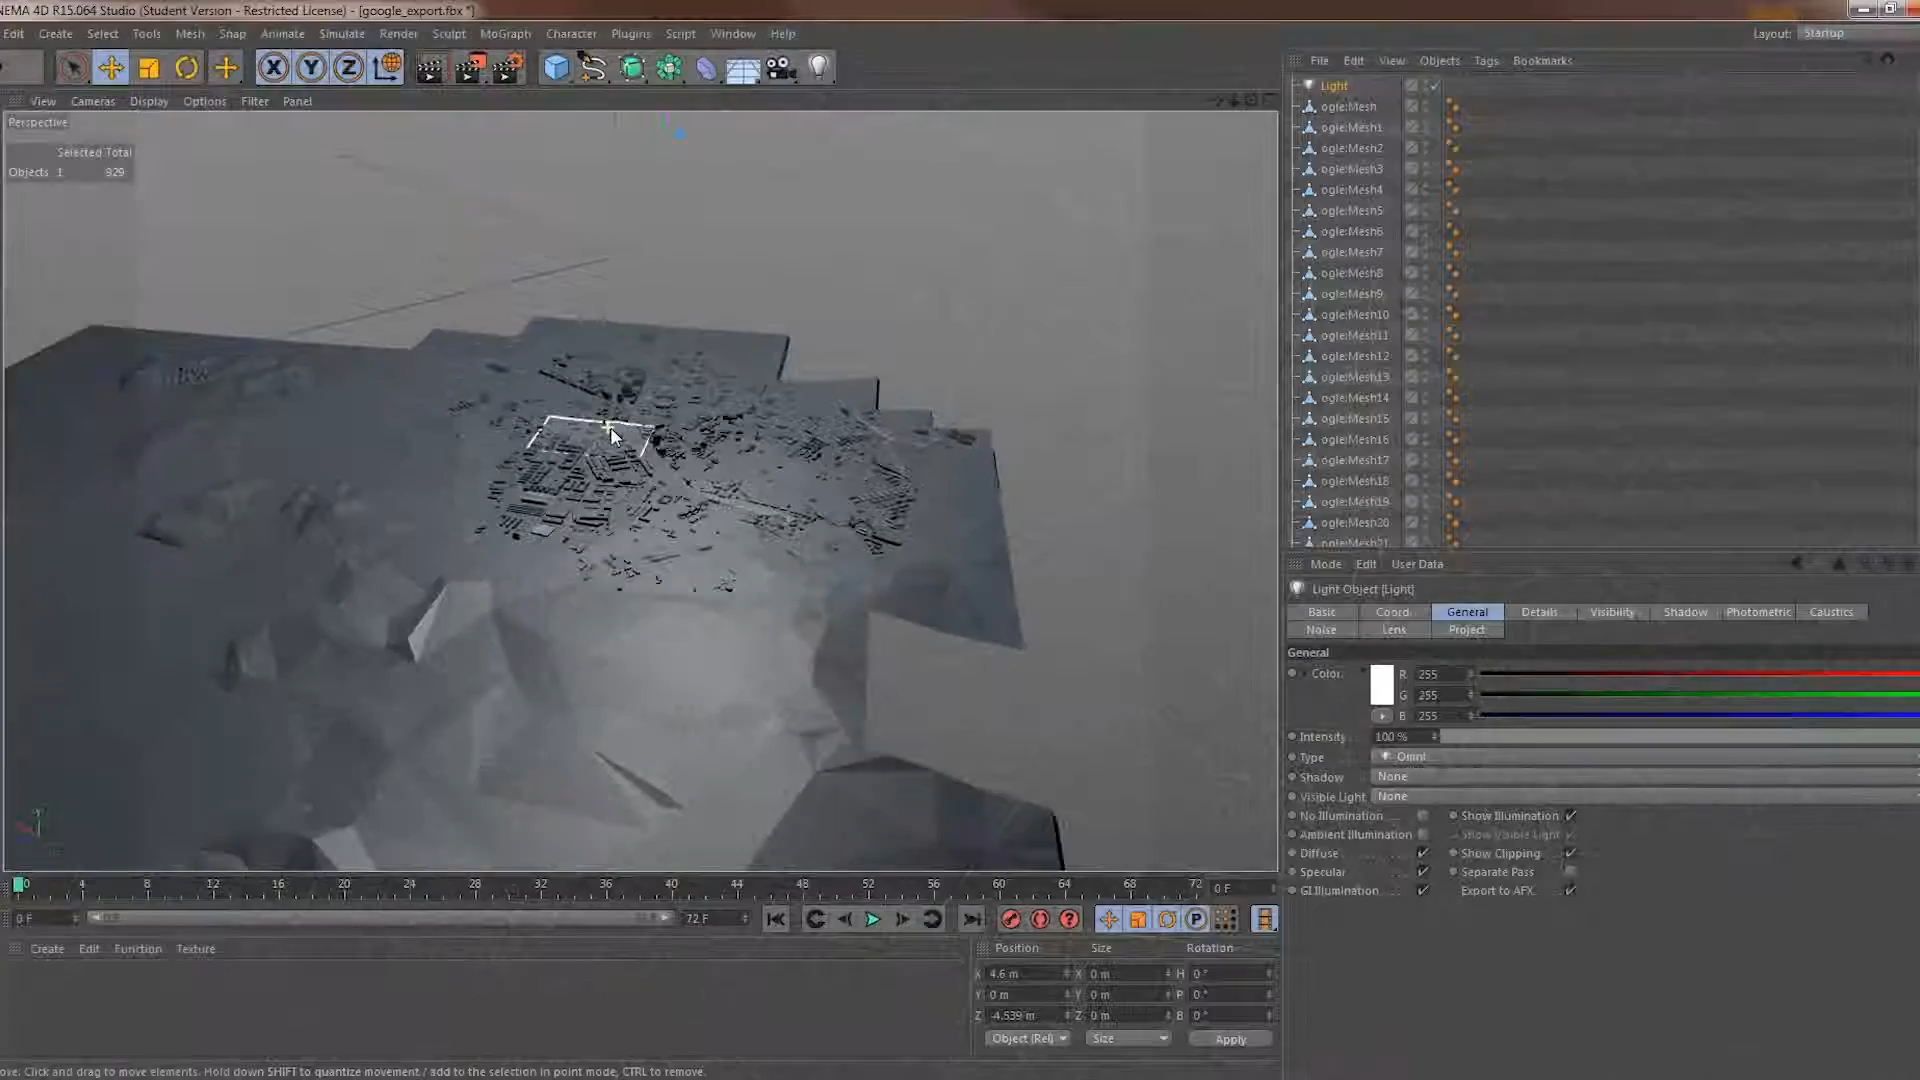 NEMA 4D R15.064 Studio (Student Version - Restricted License) - [google_export.fbx *]
Edit Create Select Tools Mesh Snap Animate Simulate Render Sculpt MoGraph Character Plugins Script Window Help
Layout: Startup
X Y Z
View Cameras Display Options Filter Panel
Perspective
Selected Total
Objects 1 929
File Edit View Objects Tags Bookmarks
Light
ogle:Mesh
ogle:Mesh1
ogle:Mesh2
ogle:Mesh3
ogle:Mesh4
ogle:Mesh5
ogle:Mesh6
ogle:Mesh7
ogle:Mesh8
ogle:Mesh9
ogle:Mesh10
ogle:Mesh11
ogle:Mesh12
ogle:Mesh13
ogle:Mesh14
ogle:Mesh15
ogle:Mesh16
ogle:Mesh17
ogle:Mesh18
ogle:Mesh19
ogle:Mesh20
ogle:Mesh21
Mode Edit User Data
Light Object [Light]
Basic Coord. General Details Visibility Shadow Photometric Caustics
Noise Lens Project
General
Color R 255
G 255
B 255
Intensity 100 %
Type Omni
Shadow None
Visible Light None
No Illumination Show Illumination
Ambient Illumination Show Visible Light
Diffuse Show Clipping
Specular Separate Pass
GI Illumination Export to AFX.
0 4 8 12 16 20 24 28 32 36 40 44 48 52 56 60 64 68 72 0 F
0 F 72 F P
Create Edit Function Texture
Position Size Rotation
X 4.6 m X 0 m H 0 °
Y 0 m Y 0 m P 0 °
Z -4.539 m Z 0 m B 0 °
Object (Rel) Size Apply
ove: Click and drag to move elements. Hold down SHIFT to quantize movement / add to the selection in point mode, CTRL to remove.